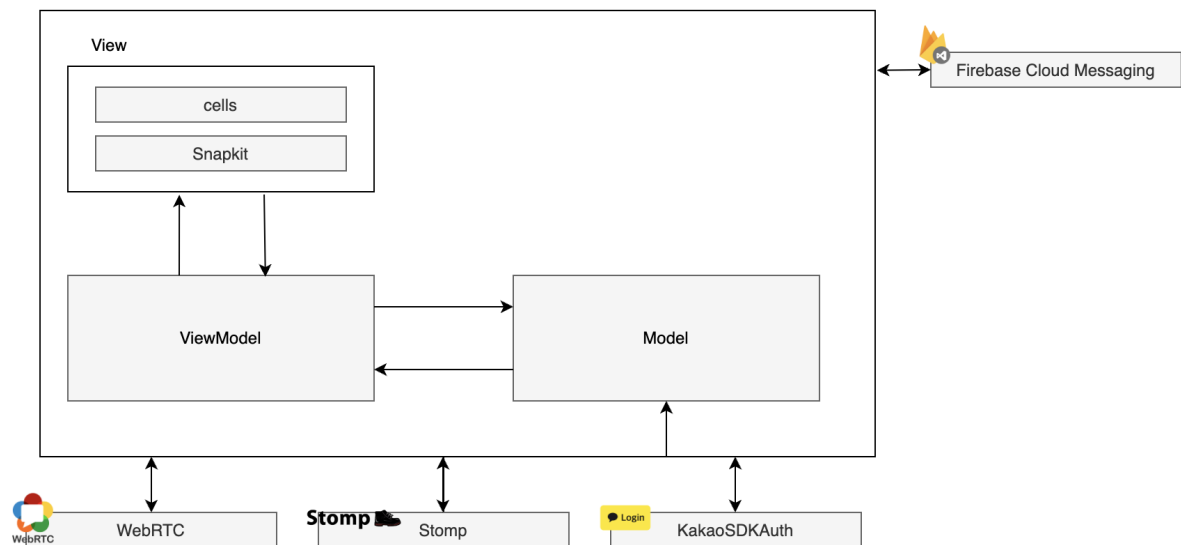 View
cells
Snapkit
Firebase Cloud Messaging
ViewModel
Model
WebRTC
WebRTC
Stomp
Stomp
Login
KakaoSDKAuth